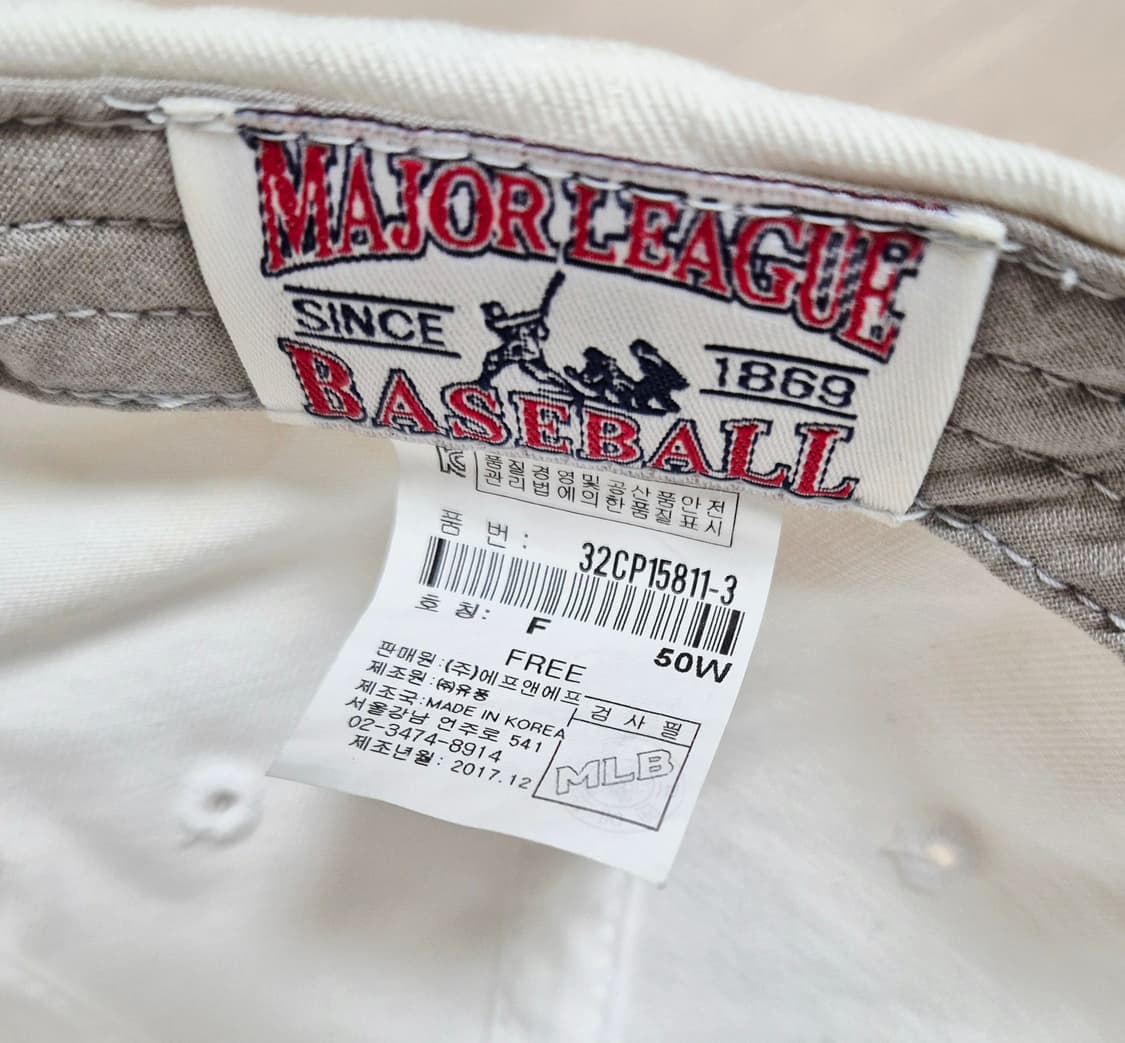 MAJOR LEAGUE
SINCE 1869
BASEBALL
품질경영 및 공산품안전
관리법에 의한 품질표시
품 번 : 32CP15811-3
호 칭: F 50W
FREE
판매원:(주)에프앤에프
제조원:㈜유풍
제조국:MADE IN KOREA
서울강남 언주로 541
02-3474-8914
제조년월: 2017.12
검 사 필
MLB